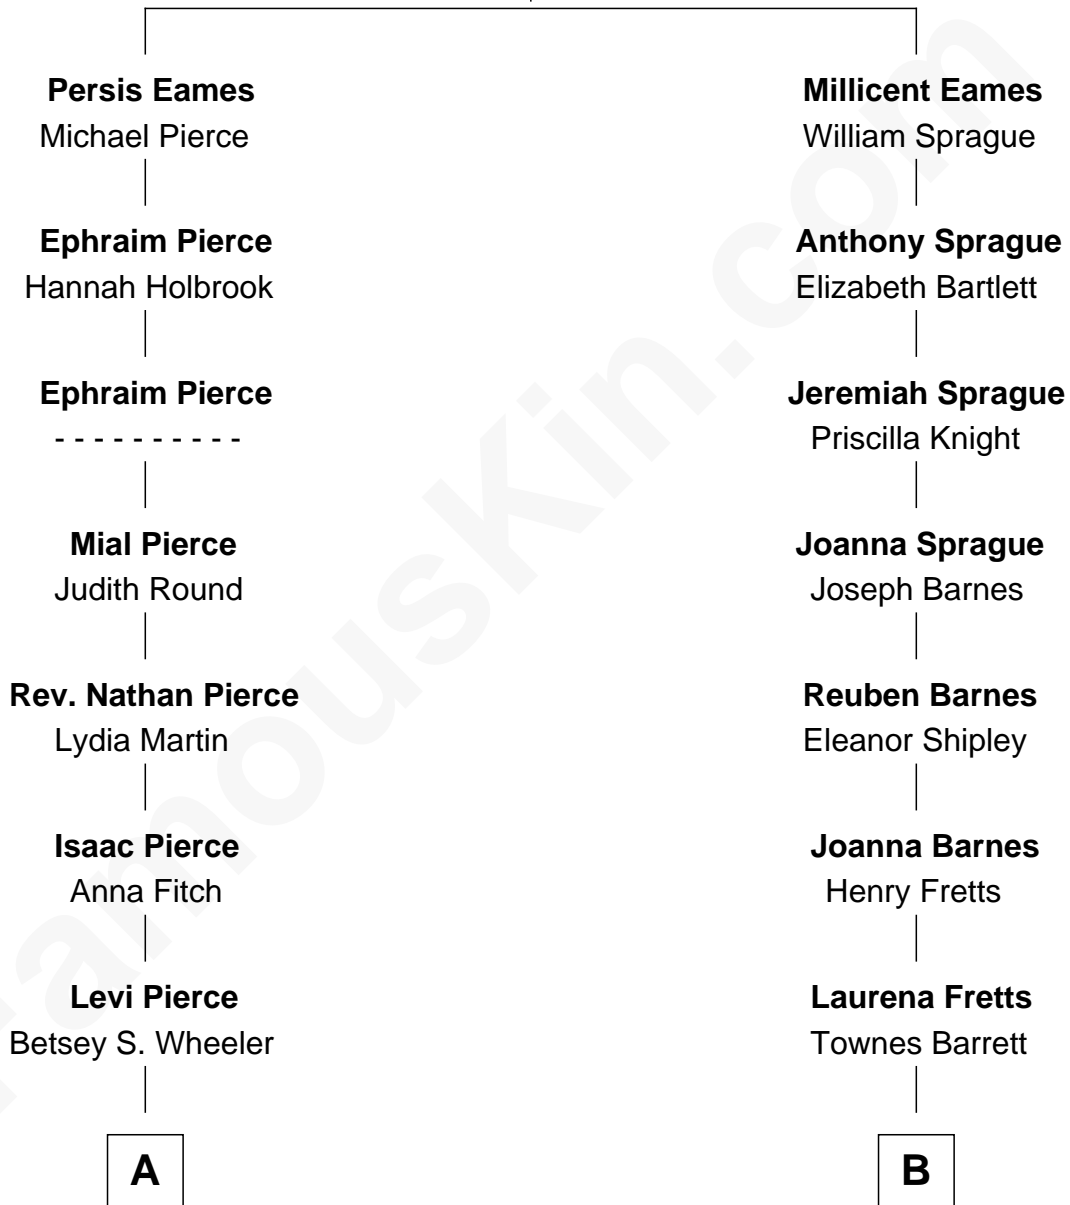 Persis Eames
Michael Pierce
Ephraim Pierce
Hannah Holbrook
Ephraim Pierce
- - - - - - - - - -
Mial Pierce
Judith Round
Rev. Nathan Pierce
Lydia Martin
Isaac Pierce
Anna Fitch
Levi Pierce
Betsey S. Wheeler
A
Millicent Eames
William Sprague
Anthony Sprague
Elizabeth Bartlett
Jeremiah Sprague
Priscilla Knight
Joanna Sprague
Joseph Barnes
Reuben Barnes
Eleanor Shipley
Joanna Barnes
Henry Fretts
Laurena Fretts
Townes Barrett
B
FamousKin.com